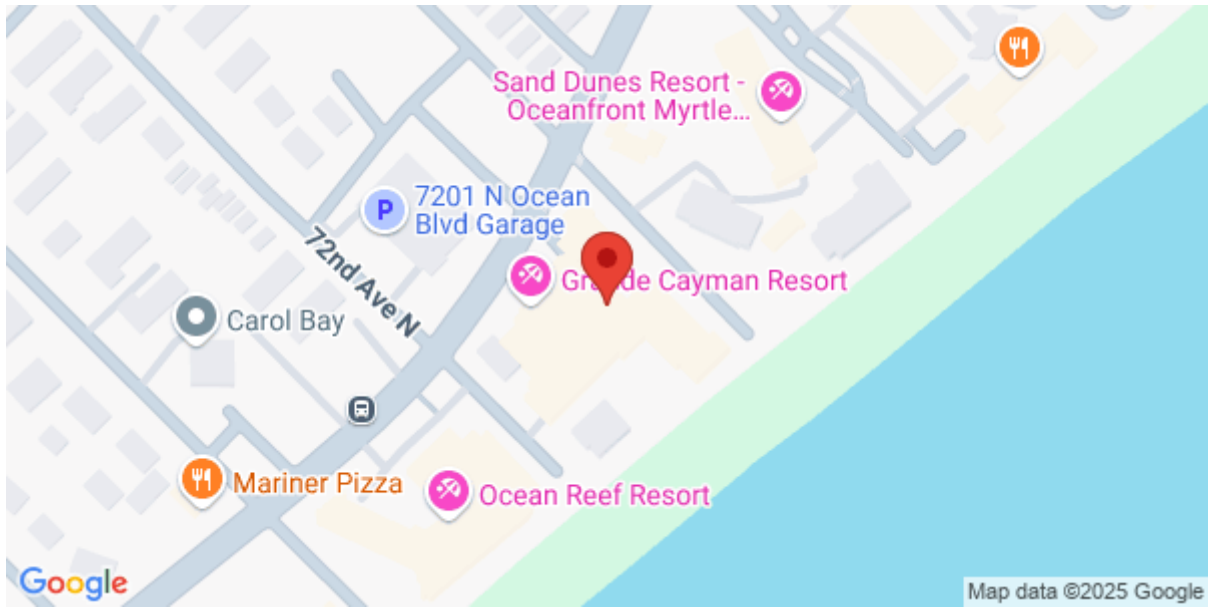 Sand Dunes Resort -
Oceanfront Myrtle...
P
7201 N Ocean
Blvd Garage
72nd Ave N
Grande Cayman Resort
Carol Bay
Mariner Pizza
Ocean Reef Resort
Google
Map data ©2025 Google